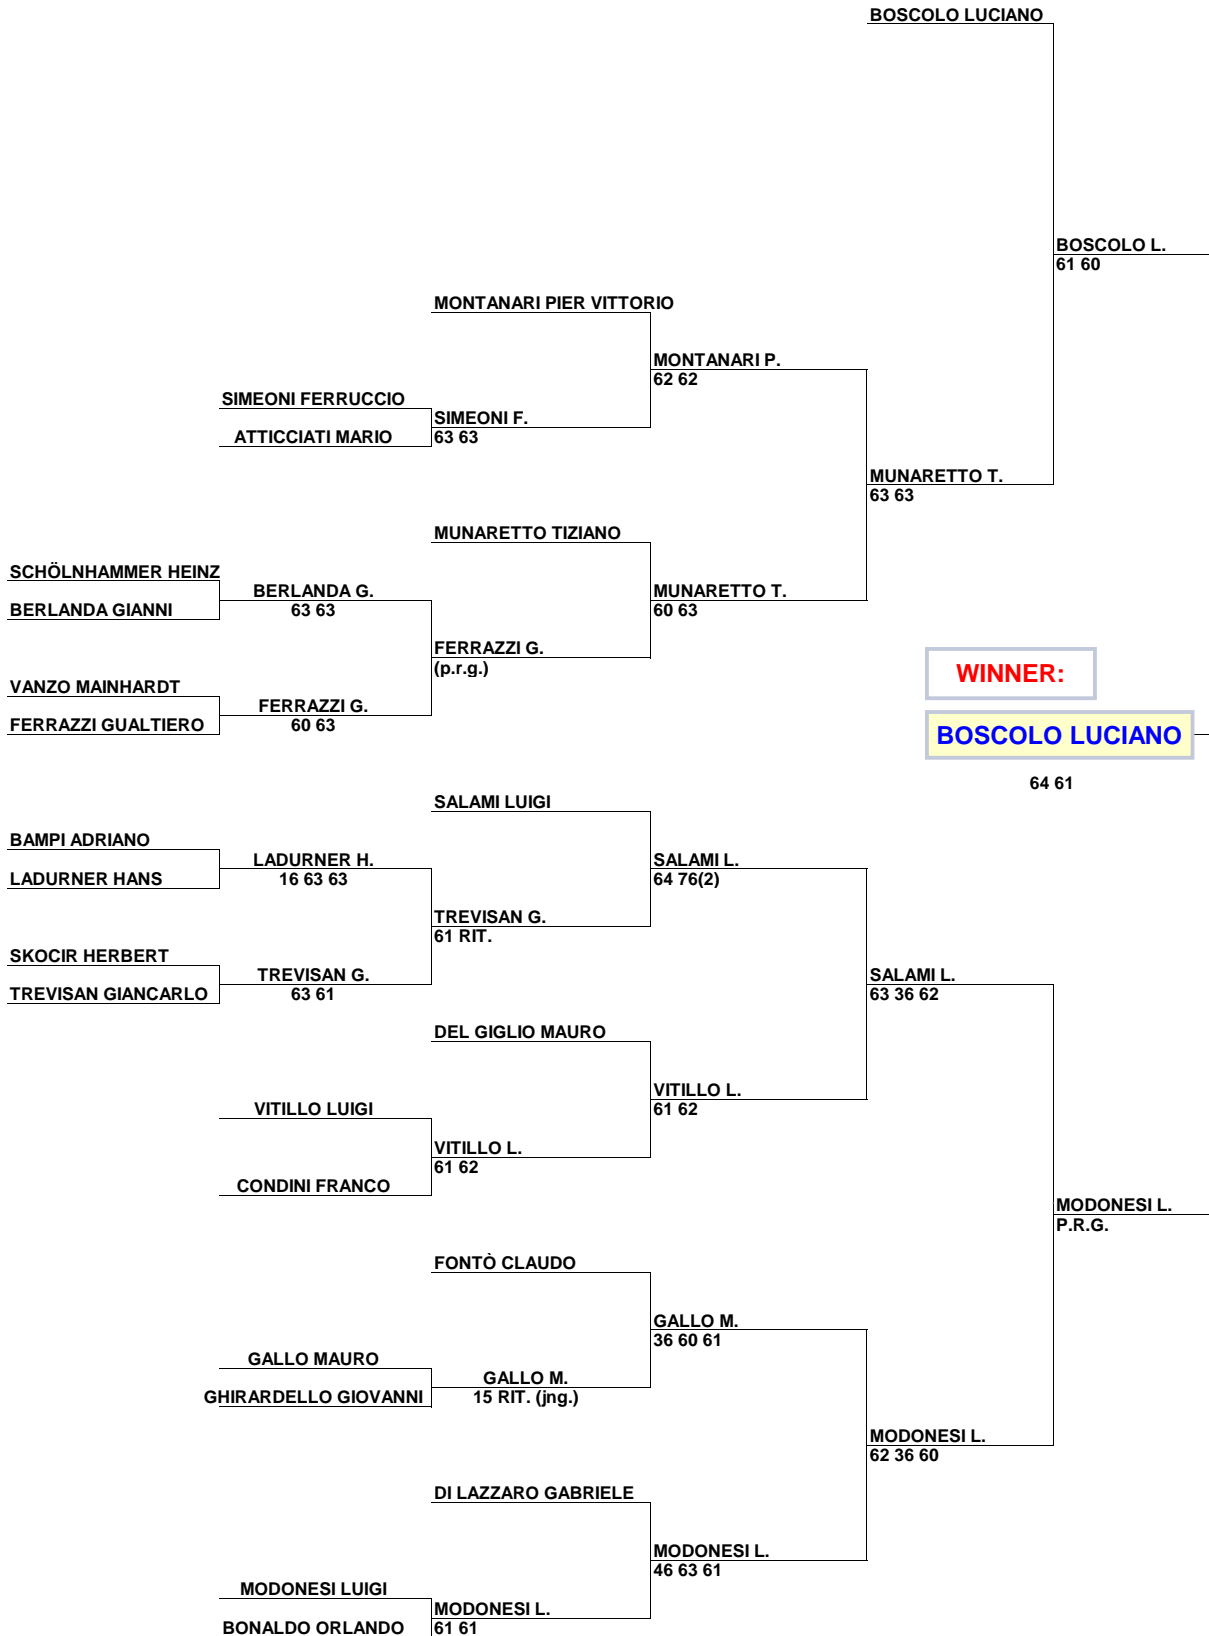 BOSCOLO LUCIANO
BOSCOLO L.
61 60
MONTANARI PIER VITTORIO
MONTANARI P.
62 62
SIMEONI FERRUCCIO
SIMEONI F.
ATTICCIATI MARIO
63 63
MUNARETTO T.
63 63
MUNARETTO TIZIANO
SCHÖLNHAMMER HEINZ
BERLANDA G.
MUNARETTO T.
BERLANDA GIANNI
63 63
60 63
FERRAZZI G.
(p.r.g.)
WINNER:
VANZO MAINHARDT
FERRAZZI G.
FERRAZZI GUALTIERO
60 63
BOSCOLO LUCIANO
64 61
SALAMI LUIGI
BAMPI ADRIANO
LADURNER H.
SALAMI L.
LADURNER HANS
16 63 63
64 76(2)
TREVISAN G.
61 RIT.
SKOCIR HERBERT
TREVISAN G.
SALAMI L.
TREVISAN GIANCARLO
63 61
63 36 62
DEL GIGLIO MAURO
VITILLO L.
VITILLO LUIGI
61 62
VITILLO L.
61 62
CONDINI FRANCO
MODONESI L.
P.R.G.
FONTÒ CLAUDO
GALLO M.
36 60 61
GALLO MAURO
GALLO M.
GHIRARDELLO GIOVANNI
15 RIT. (jng.)
MODONESI L.
62 36 60
DI LAZZARO GABRIELE
MODONESI L.
46 63 61
MODONESI LUIGI
MODONESI L.
BONALDO ORLANDO
61 61